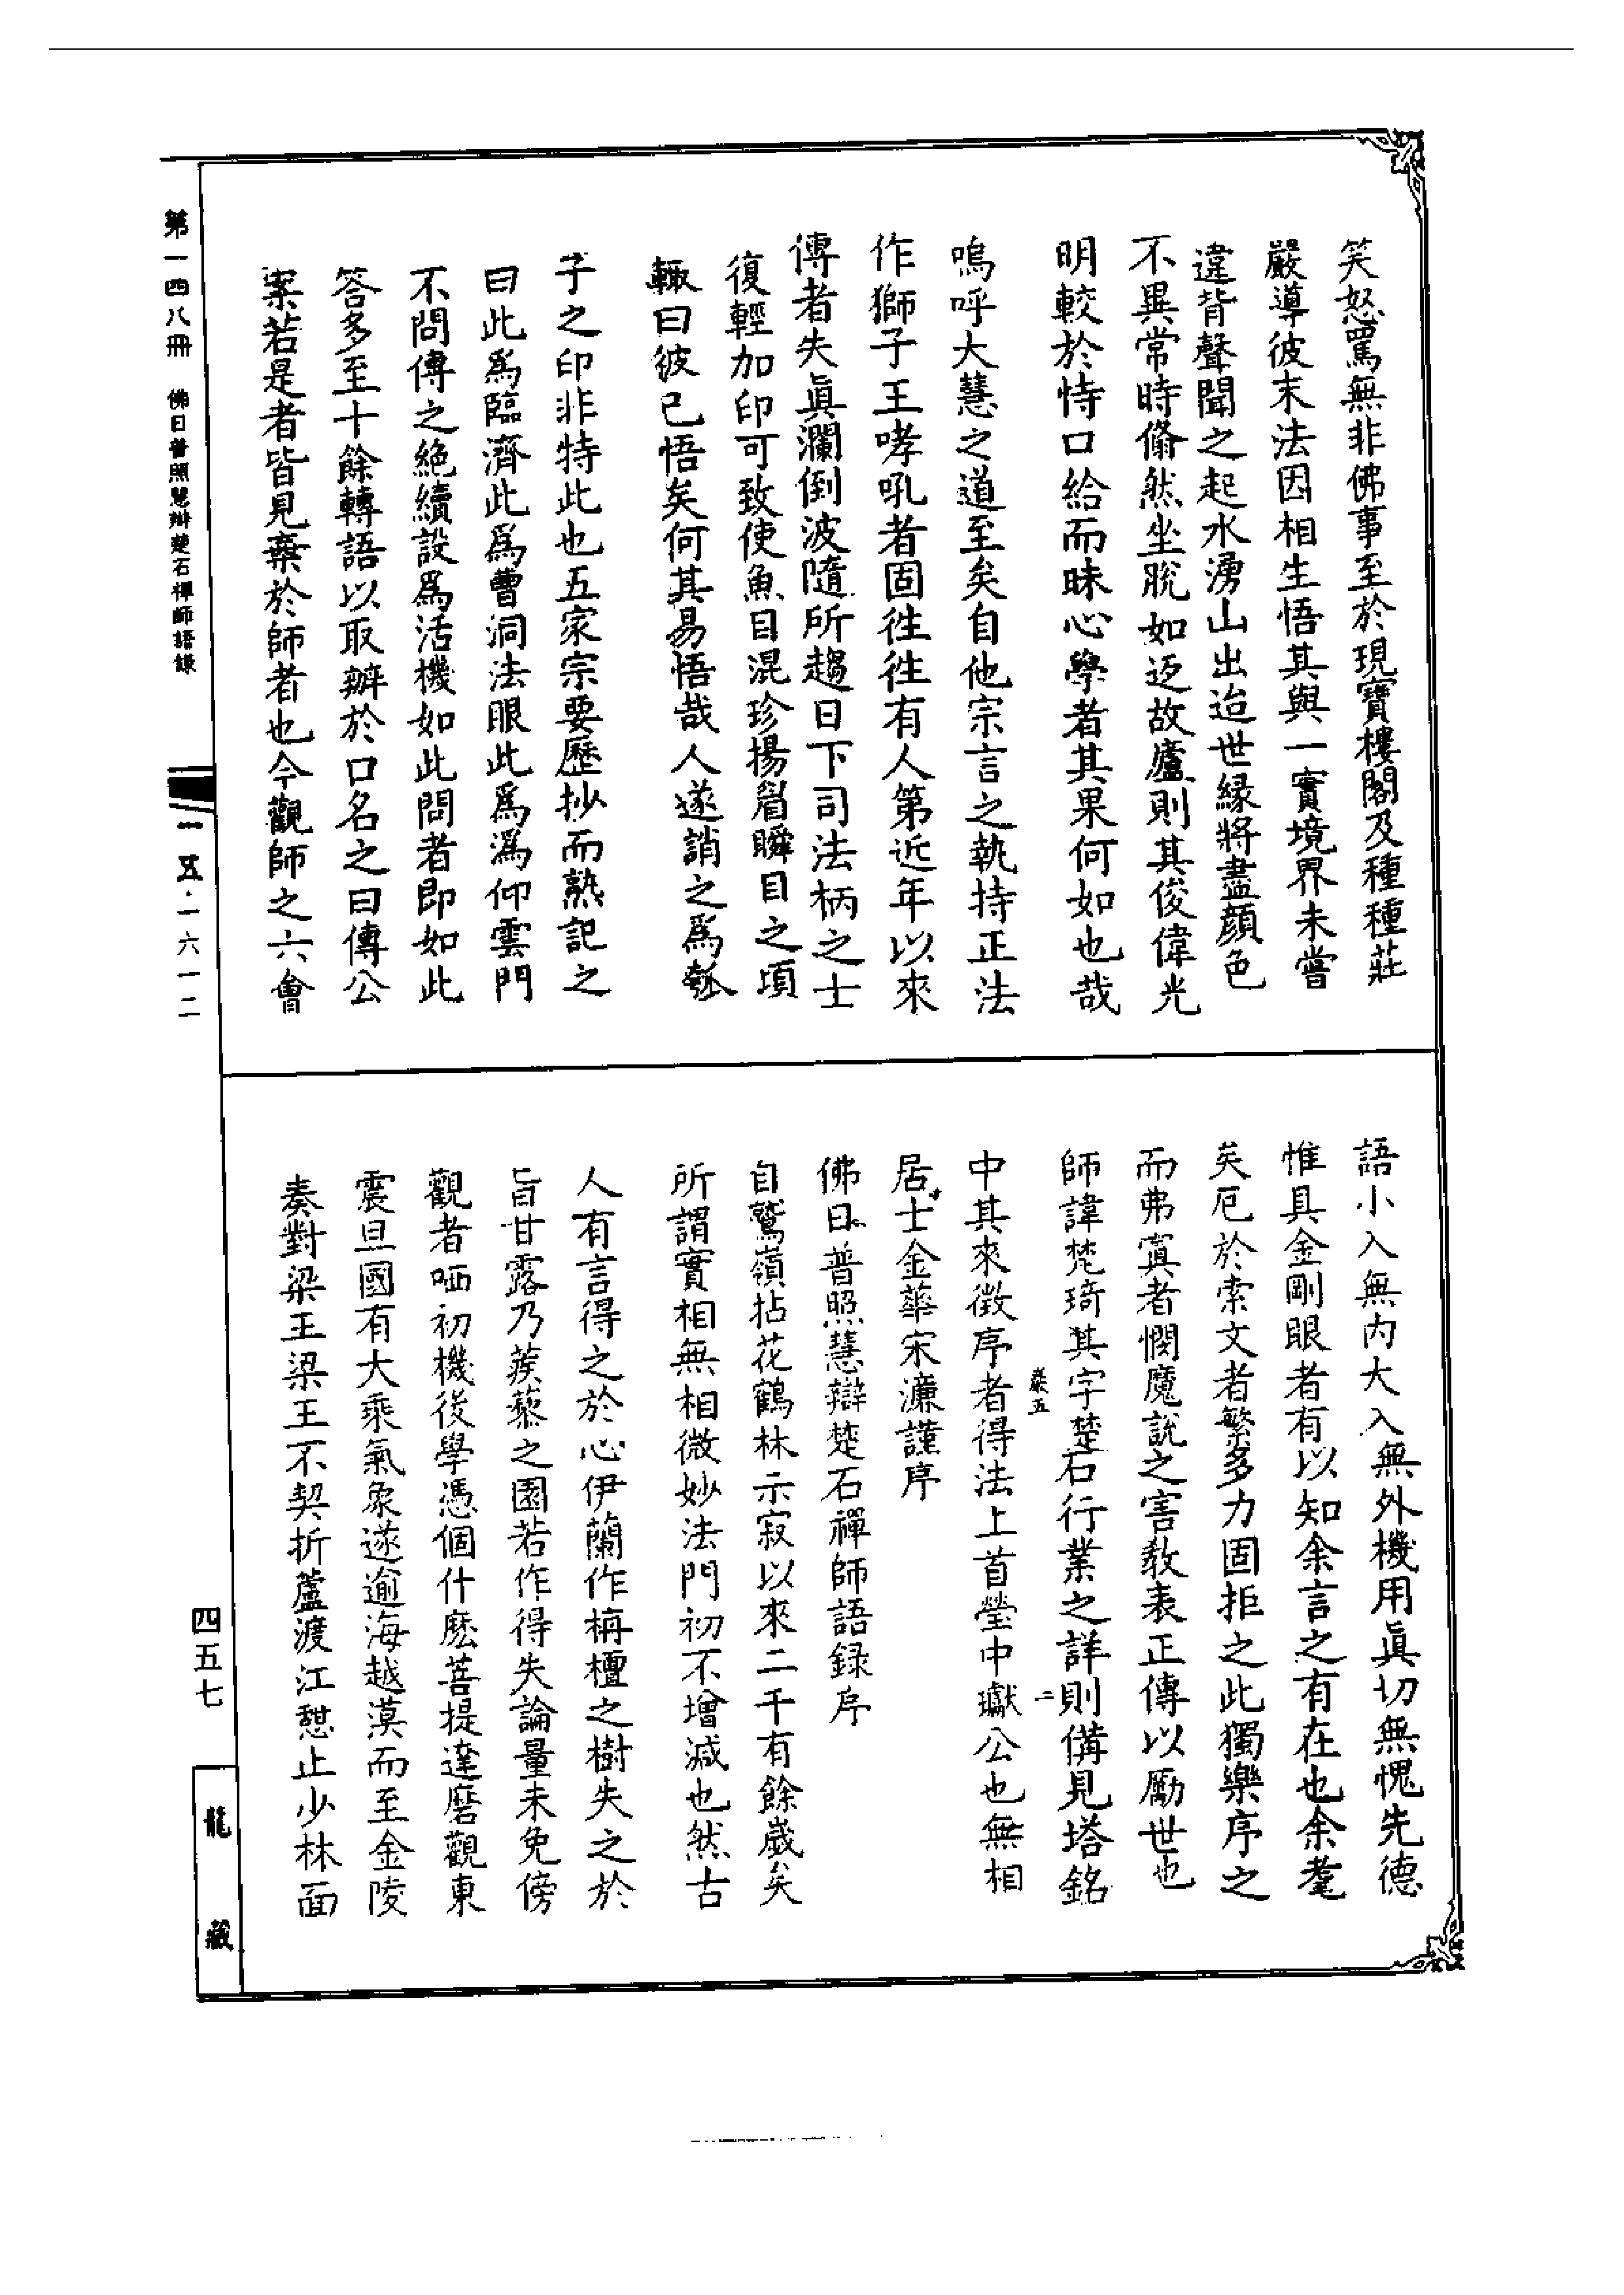 笑怒罵無非佛事至於現寶樓閣及種種莊
嚴導彼末法因相生悟其與一實境界未嘗
違背聲聞之起水湧山出迨世緣將盡顏色
不異常時翛然坐脫如返故廬則其俊偉光
明較於恃口給而昧心學者其果何如也哉
嗚呼大慧之道至矣自他宗言之執持正法
作獅子王哮吼者固往往有人第近年以來
傳者失眞瀾倒波隨所趨日下司法柄之士
復輕加印可致使魚目混珍揚眉瞬目之頃
輒曰彼已悟矣何其易悟哉人遂誚之爲瓠
子之印非特此也五家宗要歷抄而熟記之
曰此爲臨濟此爲曹洞法眼此爲潙仰雲門
不問傳之絶續設爲活機如此問者即如此
答多至十餘轉語以取辦於口名之曰傳公
案若是者皆見棄於師者也今觀師之六會
語小入無內大入無外機用眞切無愧先德
惟具金剛眼者有以知余言之有在也余耄
矣厄於索文者繁多力固拒之此獨樂序之
而弗寘者憫魔說之害教表正傳以勵世也
師諱梵琦其字楚石行業之詳則備見塔銘
中其來徵序者得法上首瑩中瓛公也無相
居士金華宋濂謹序
佛日普照慧辯楚石禪師語録序
自鷲嶺拈花鶴林示寂以來二千有餘歲矣
所謂實相無相微妙法門初不增減也然古
人有言得之於心伊蘭作栴檀之樹失之於
旨甘露乃蒺藜之園若作得失論量未免傍
觀者哂初機後學憑個什麽菩提達磨觀東
震旦國有大乘氣象遂逾海越漠而至金陵
奏對梁王梁王不契折蘆渡江憩止少林面
第一四八冊 佛日普照慧辯楚石禪師語錄
一五·一六一二
四五七
龍藏